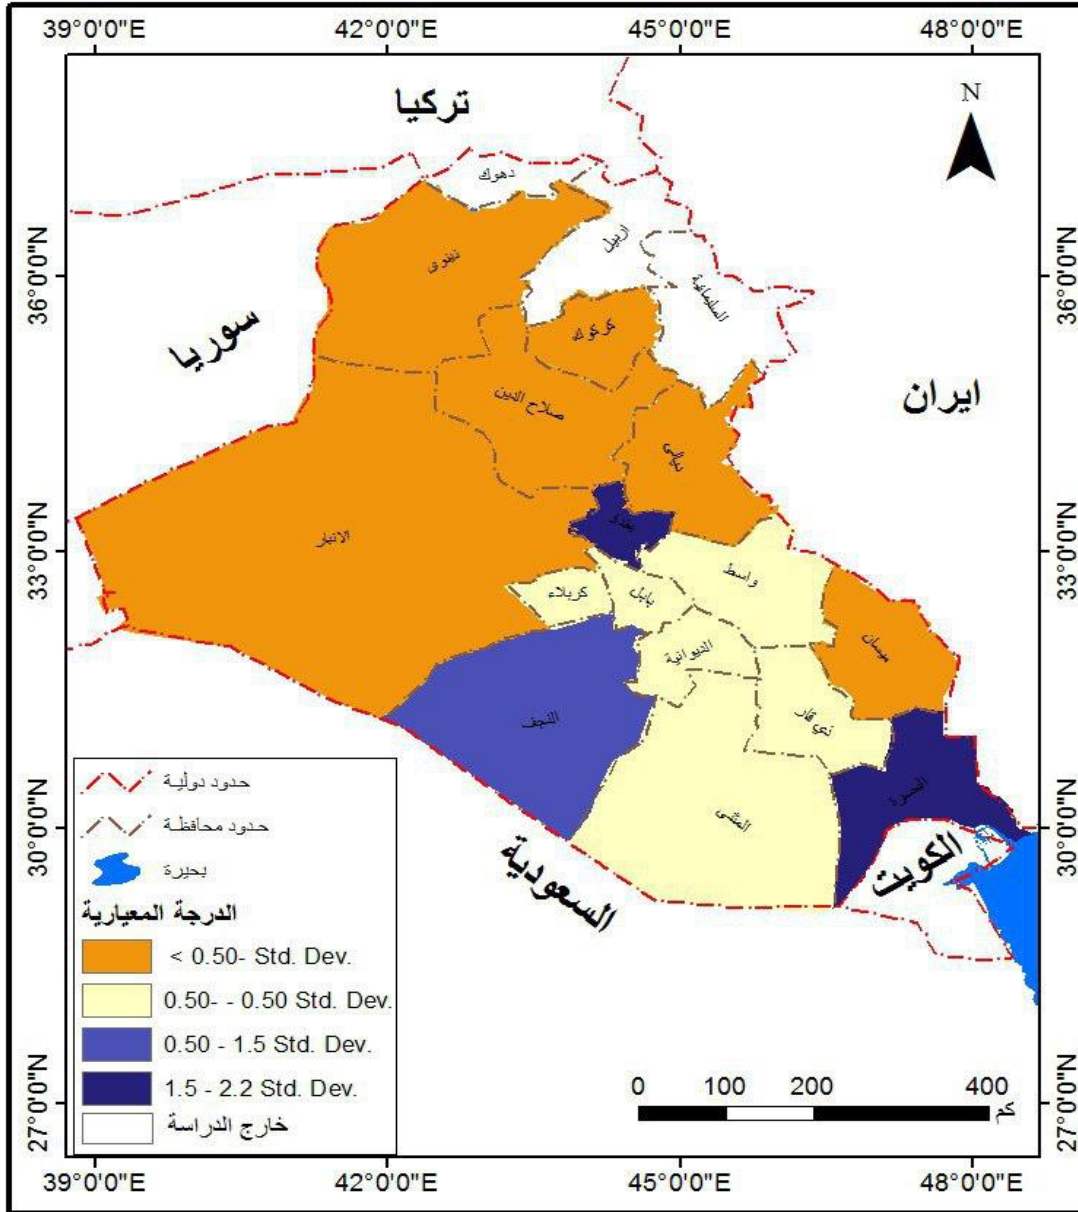 39°0'0"E 42°0'0"E 45°0'0"E 48°0'0"E
N
تركيا
دهوك
اربيل
نينوى
36°0'0"N
36°0'0"N
السليمانية
كركوك
سوريا
ايران
صلاح الدين
ديالى
بغداد
الانبار
33°0'0"N
33°0'0"N
واسط
كربلاء
بابل
الديوانية
ميسان
النجف
ذي قار
البصرة
المثنى
30°0'0"N
30°0'0"N
الكويت
السعودية
حدود دولية
حدود محافظة
بحيرة
الدرجة المعيارية
< 0.50- Std. Dev.
0.50- - 0.50 Std. Dev.
0.50 - 1.5 Std. Dev.
1.5 - 2.2 Std. Dev.
خارج الدراسة
0 100 200 400
كم
27°0'0"N
27°0'0"N
39°0'0"E 42°0'0"E 45°0'0"E 48°0'0"E